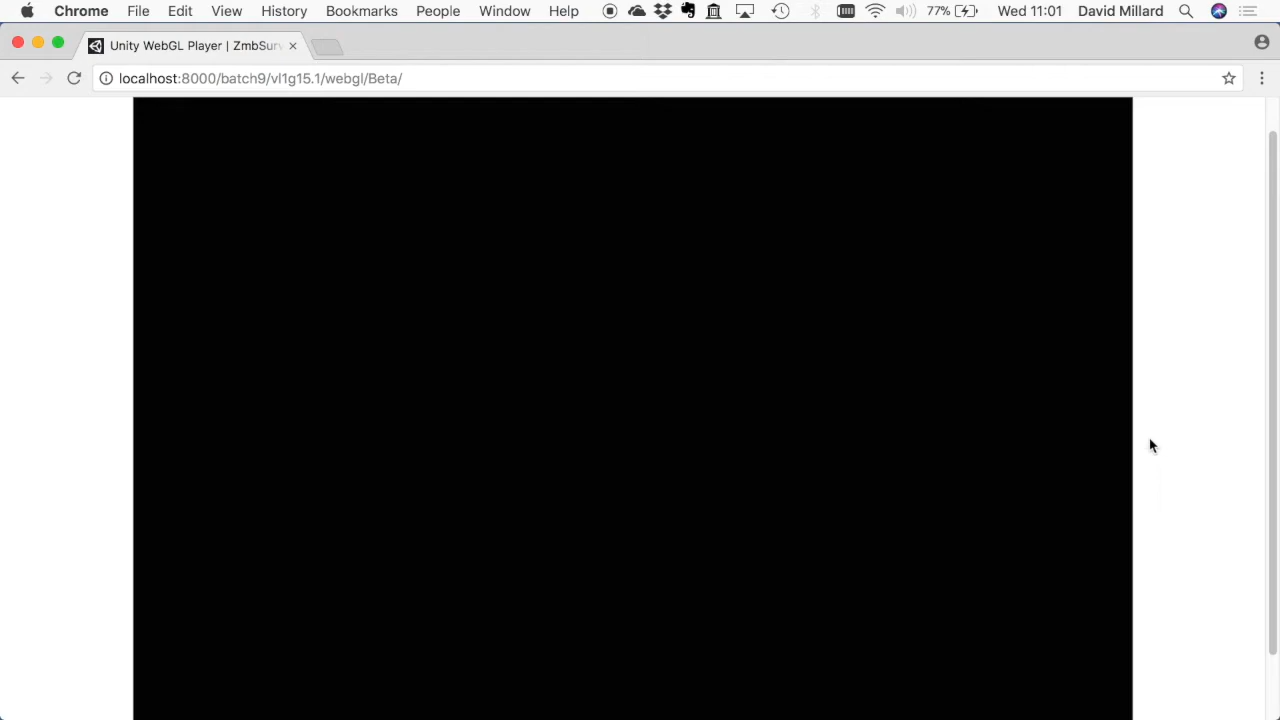 Chrome File Edit View History Bookmarks People Window Help 77% Wed 11:01 David Millard
Unity WebGL Player | ZmbSurv
localhost:8000/batch9/vl1g15.1/webgl/Beta/